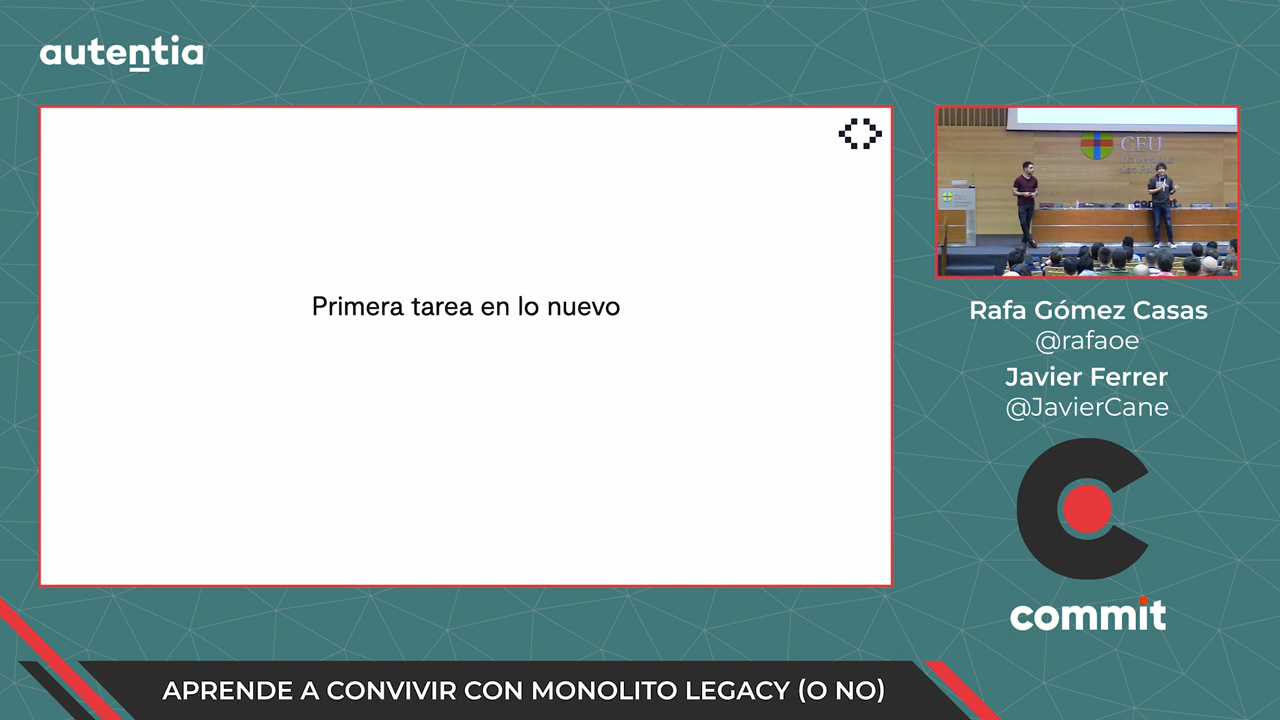 autentia
Primera tarea en lo nuevo
CEU
Rafa Gómez Casas
@rafaoe
Javier Ferrer
@JavierCane
commit
APRENDE A CONVIVIR CON MONOLITO LEGACY (O NO)